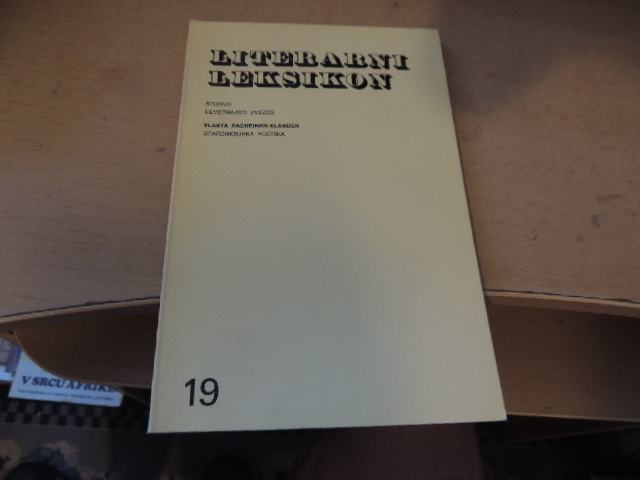 LITERARNI
LEKSIKON
ŠTUDIJE
DEVETNAJSTI ZVEZEK
VLASTA PACHEINER-KLANDER
STAROINDIJSKA POETIKA
19
V SRCU AFRIKE